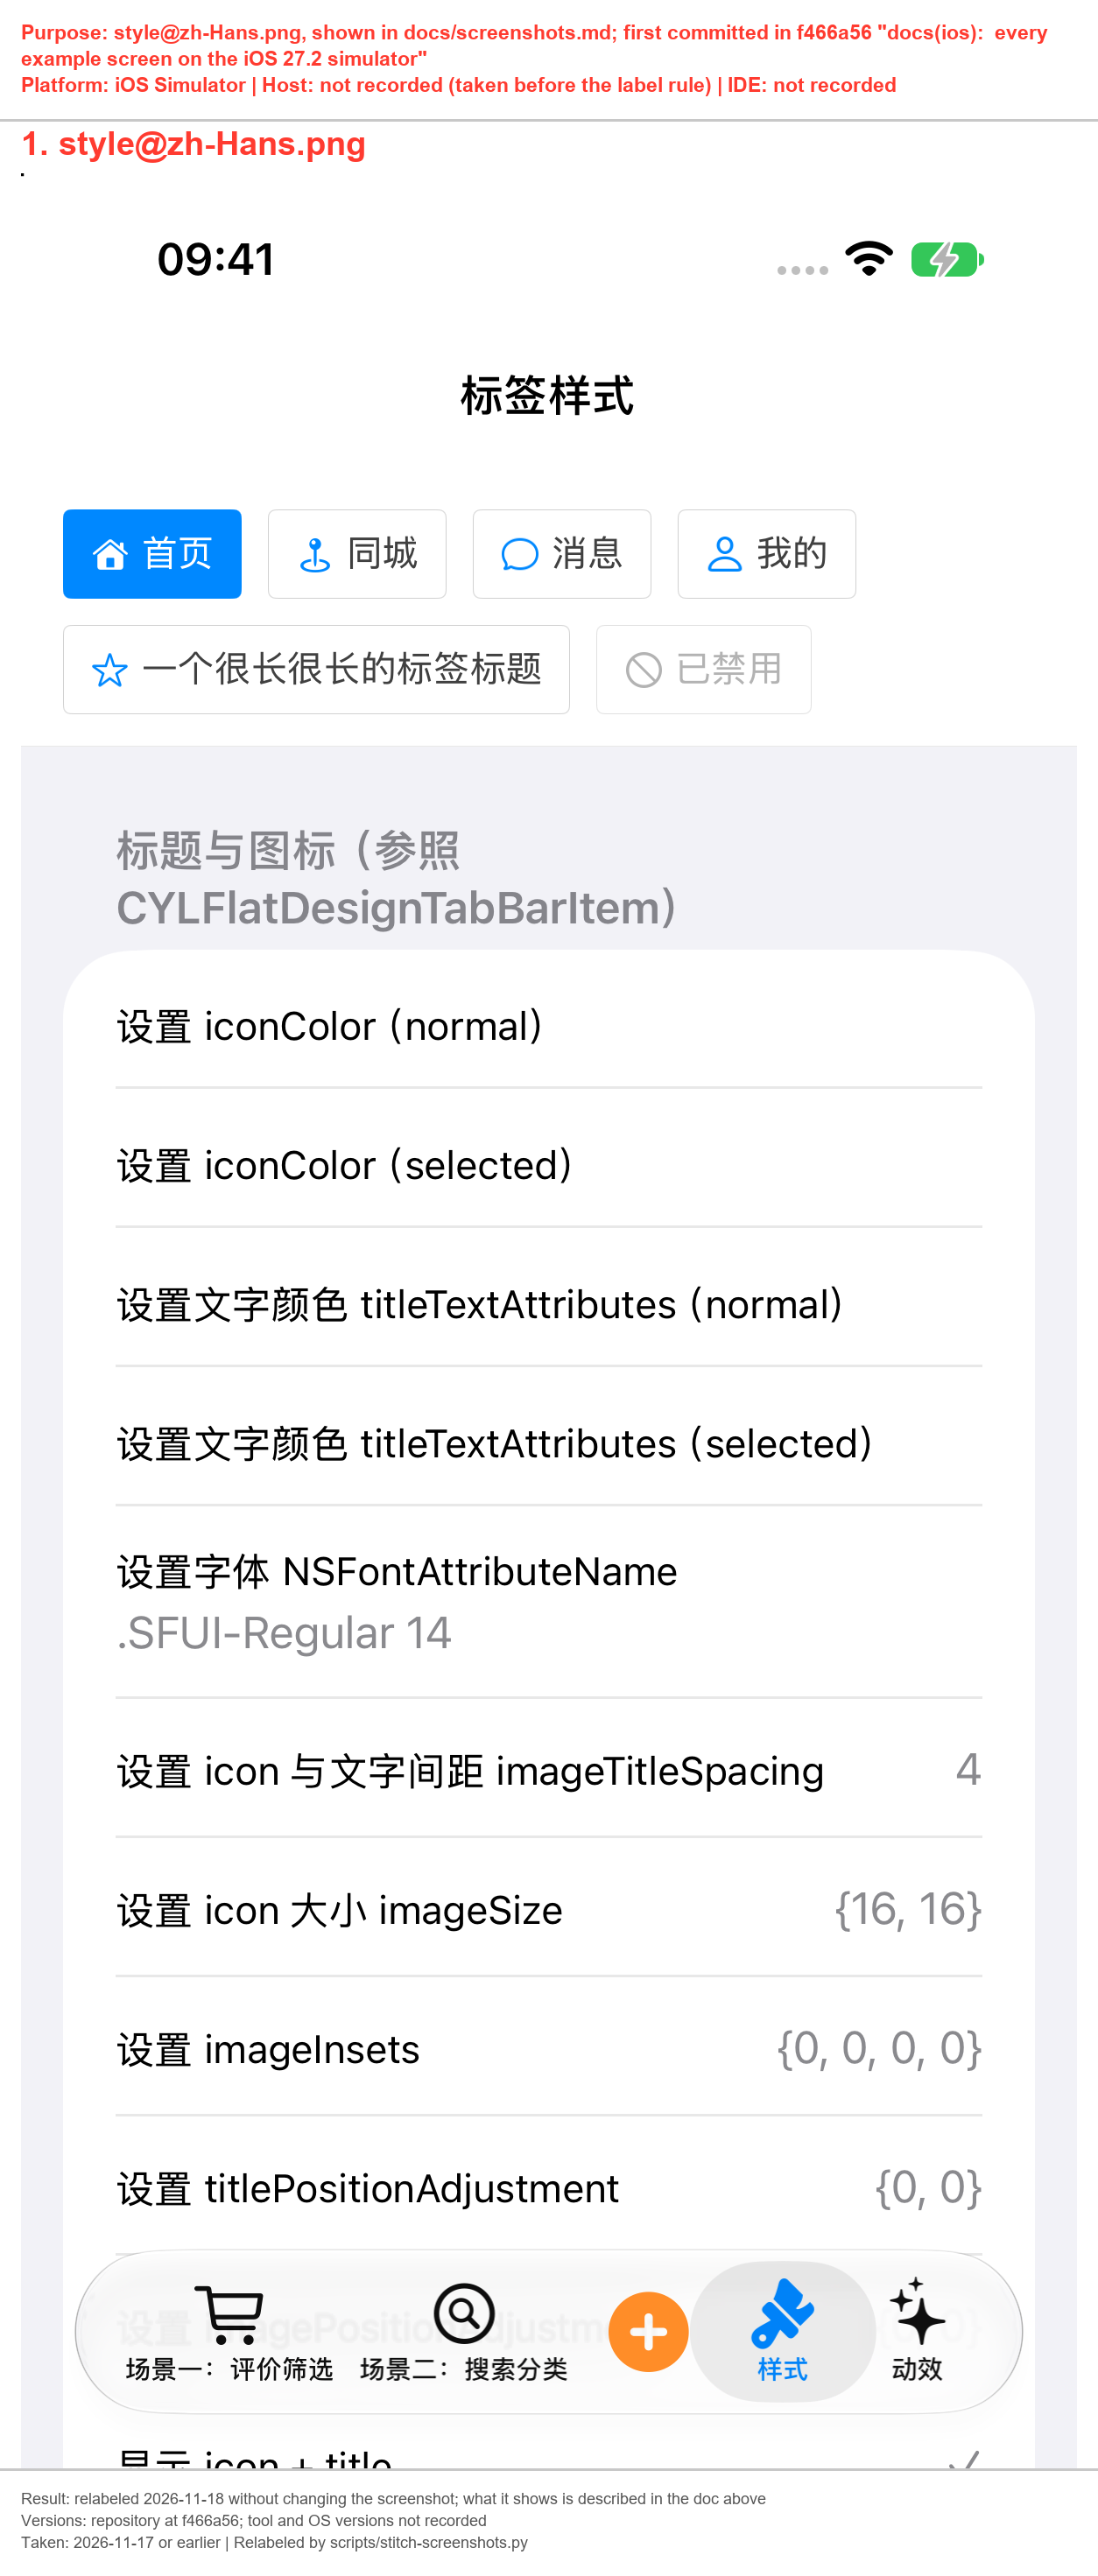 Purpose: style@zh-Hans.png, shown in docs/screenshots.md; first committed in f466a56 "docs(ios):  every
example screen on the iOS 27.2 simulator"
Platform: iOS Simulator | Host: not recorded (taken before the label rule) | IDE: not recorded
1. style@zh-Hans.png
09:41
标签样式
首页 同城 消息 我的
一个很长很长的标签标题 已禁用
标题与图标（参照
CYLFlatDesignTabBarItem）
设置 iconColor（normal）
设置 iconColor（selected）
设置文字颜色 titleTextAttributes（normal）
设置文字颜色 titleTextAttributes（selected）
设置字体 NSFontAttributeName
.SFUI-Regular 14
设置 icon 与文字间距 imageTitleSpacing 4
设置 icon 大小 imageSize {16, 16}
设置 imageInsets {0, 0, 0, 0}
设置 titlePositionAdjustment {0, 0}
场景一：评价筛选 场景二：搜索分类 样式 动效
显示 icon + title
Result: relabeled 2026-11-18 without changing the screenshot; what it shows is described in the doc above
Versions: repository at f466a56; tool and OS versions not recorded
Taken: 2026-11-17 or earlier | Relabeled by scripts/stitch-screenshots.py